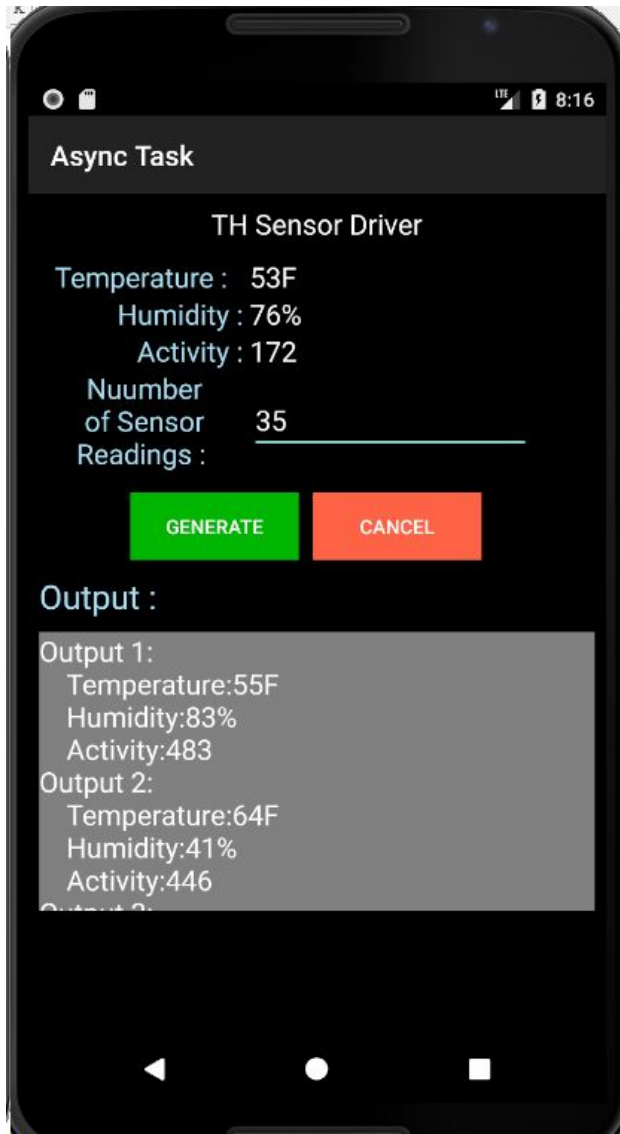 LTE 8:16
Async Task
TH Sensor Driver
Temperature : 53F
Humidity : 76%
Activity : 172
Nuumber
of Sensor
Readings :
35
GENERATE CANCEL
Output :
Output 1:
Temperature:55F
Humidity:83%
Activity:483
Output 2:
Temperature:64F
Humidity:41%
Activity:446